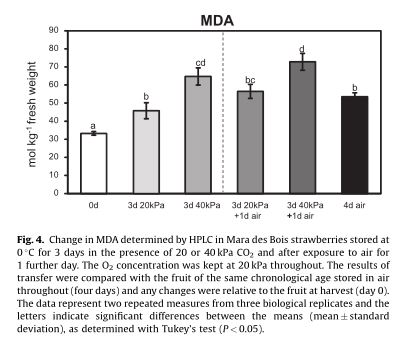 MDA
mol kg-1 fresh weight
90
80
70
60
50
40
30
20
10
0
a
b
cd
bc
d
b
0d
3d 20kPa
3d 40kPa
3d 20kPa
+1d air
3d 40kPa
+1d air
4d air
Fig. 4. Change in MDA determined by HPLC in Mara des Bois strawberries stored at
0 °C for 3 days in the presence of 20 or 40 kPa CO₂ and after exposure to air for
1 further day. The O₂ concentration was kept at 20 kPa throughout. The results of
transfer were compared with the fruit of the same chronological age stored in air
throughout (four days) and any changes were relative to the fruit at harvest (day 0).
The data represent two repeated measures from three biological replicates and the
letters indicate significant differences between the means (mean ± standard
deviation), as determined with Tukey's test (P < 0.05).